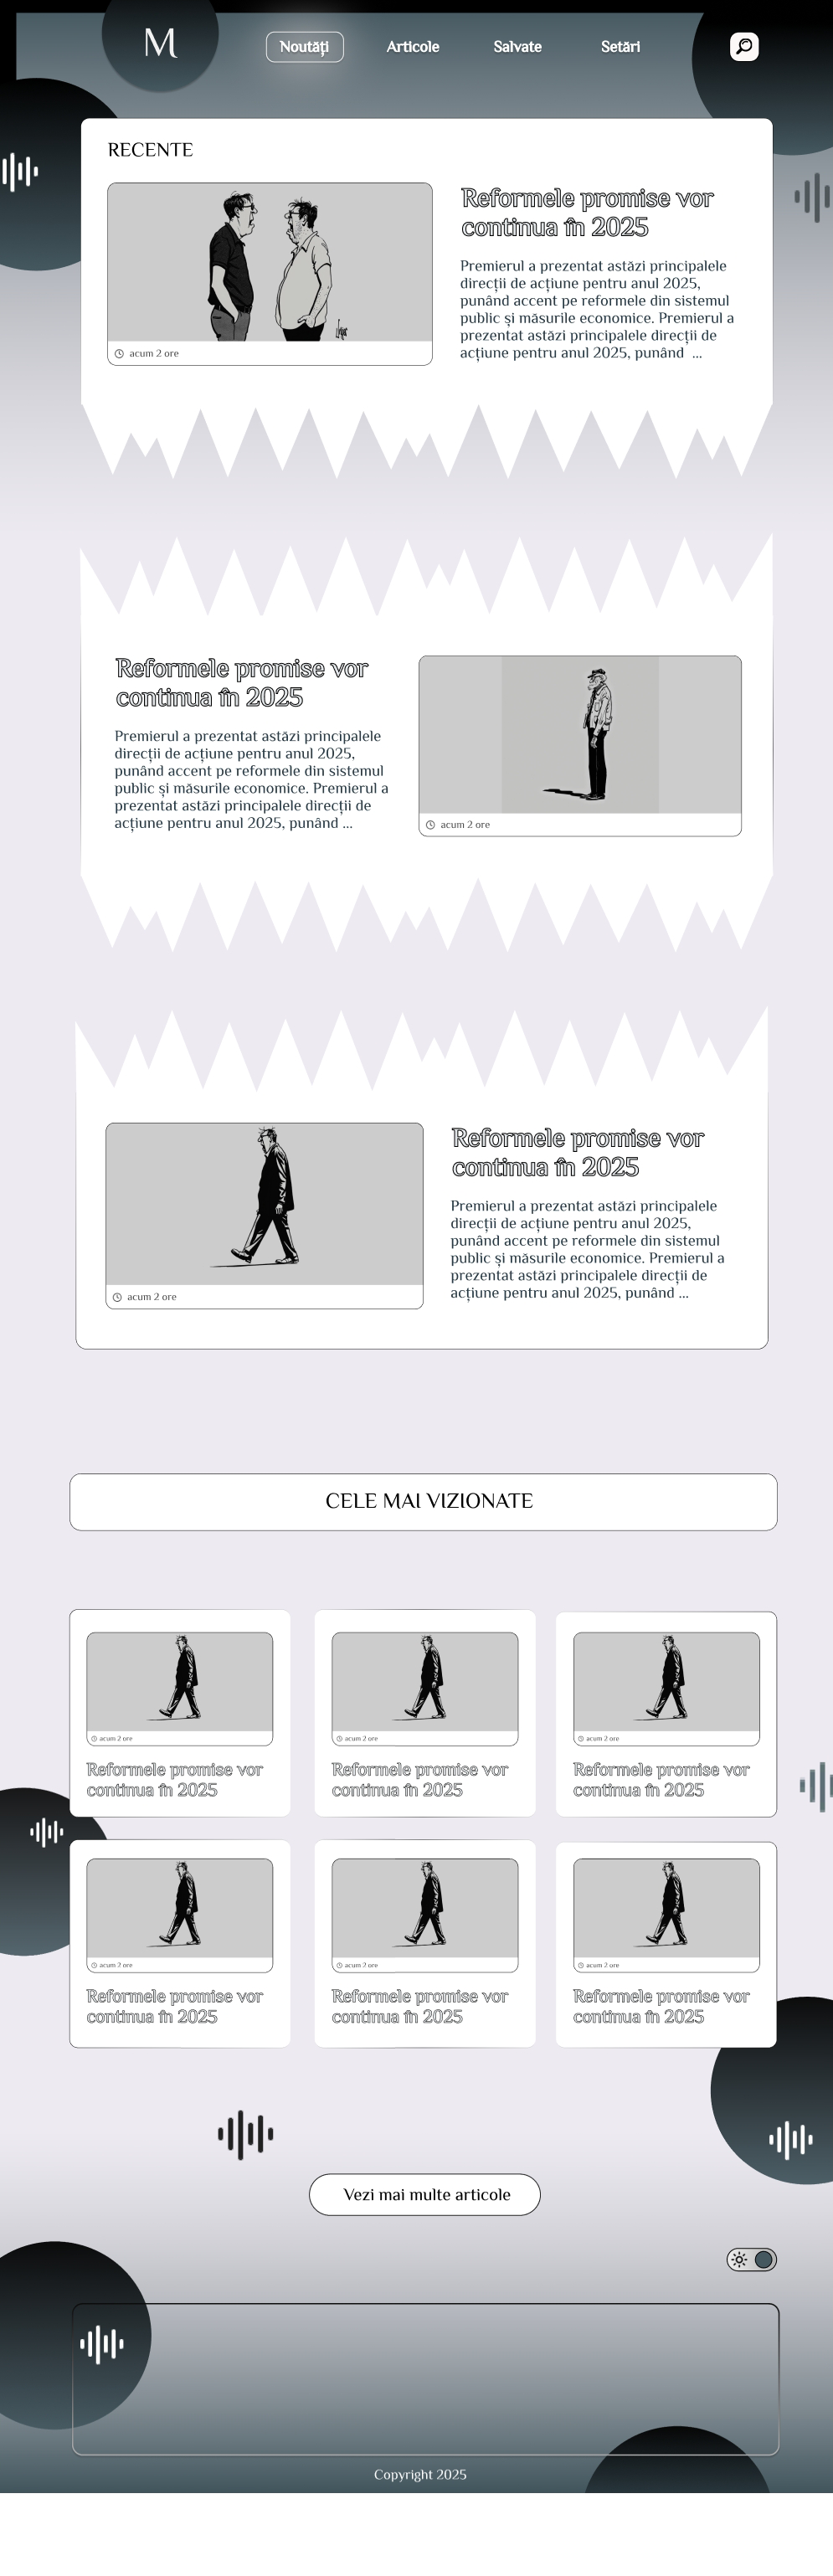 M
Noutăți
Articole
Salvate
Setări
RECENTE
Reformele promise vor
continua în 2025
Premierul a prezentat astăzi principalele
direcții de acțiune pentru anul 2025,
punând accent pe reformele din sistemul
public și măsurile economice. Premierul a
prezentat astăzi principalele direcții de
acțiune pentru anul 2025, punând ...
acum 2 ore
Reformele promise vor
continua în 2025
Premierul a prezentat astăzi principalele
direcții de acțiune pentru anul 2025,
punând accent pe reformele din sistemul
public și măsurile economice. Premierul a
prezentat astăzi principalele direcții de
acțiune pentru anul 2025, punând ...
acum 2 ore
Reformele promise vor
continua în 2025
Premierul a prezentat astăzi principalele
direcții de acțiune pentru anul 2025,
punând accent pe reformele din sistemul
public și măsurile economice. Premierul a
prezentat astăzi principalele direcții de
acțiune pentru anul 2025, punând ...
acum 2 ore
CELE MAI VIZIONATE
acum 2 ore
Reformele promise vor
continua în 2025
acum 2 ore
Reformele promise vor
continua în 2025
acum 2 ore
Reformele promise vor
continua în 2025
acum 2 ore
Reformele promise vor
continua în 2025
acum 2 ore
Reformele promise vor
continua în 2025
acum 2 ore
Reformele promise vor
continua în 2025
Vezi mai multe articole
Copyright 2025